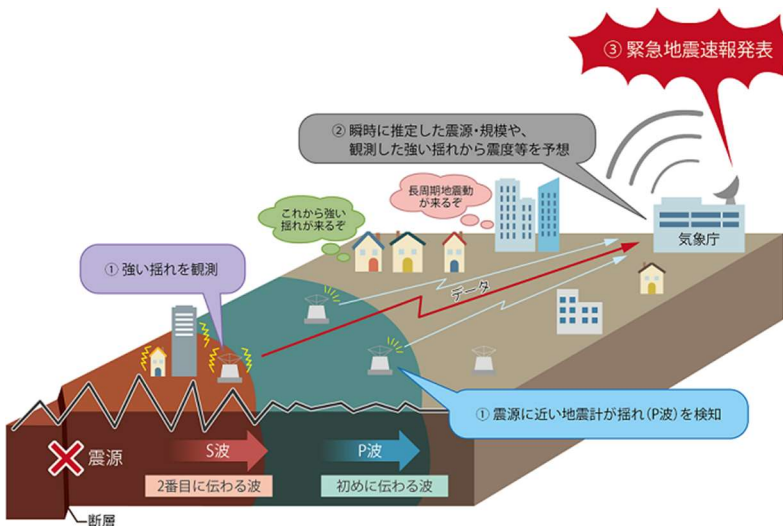 ③ 緊急地震速報発表
② 瞬時に推定した震源・規模や、
観測した強い揺れから震度等を予想
長周期地震動
が来るぞ
これから強い
揺れが来るぞ
気象庁
① 強い揺れを観測
データ
① 震源に近い地震計が揺れ(P波)を検知
震源
S波
P波
2番目に伝わる波
初めに伝わる波
断層